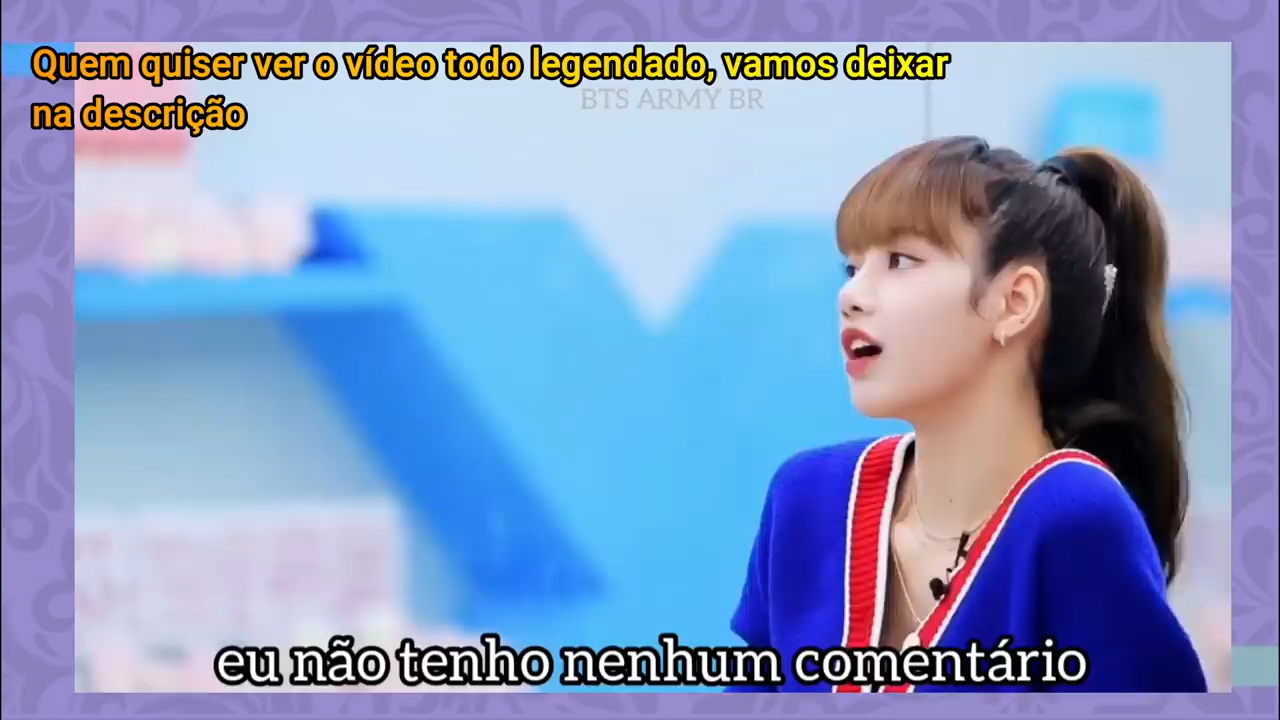 Quem quiser ver o vídeo todo legendado, vamos deixar
na descrição
BTS ARMY BR
eu não tenho nenhum comentário